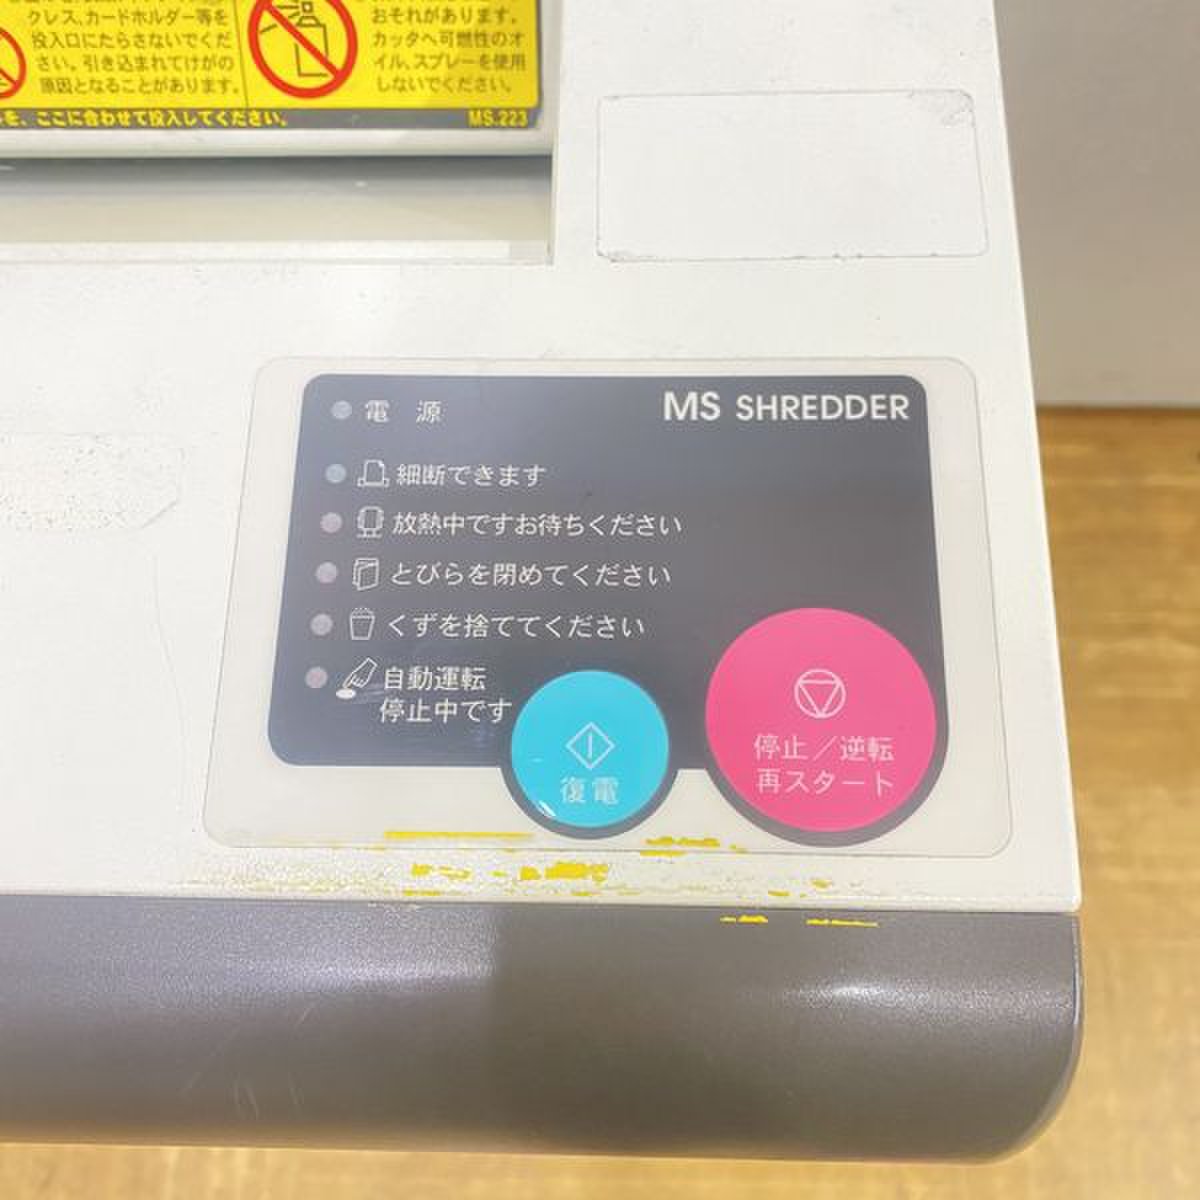 クレス、カードホルダー等を
投入口にたらさないでくだ
さい。引き込まれてけがの
原因となることがあります。
おそれがあります。
カッタへ可燃性のオ
イル、スプレーを使用
しないでください。
を、ここに合わせて投入してください。
MS.223
電 源
MS SHREDDER
細断できます
放熱中ですお待ちください
とびらを閉めてください
くずを捨ててください
自動運転
停止中です
復電
停止／逆転
再スタート